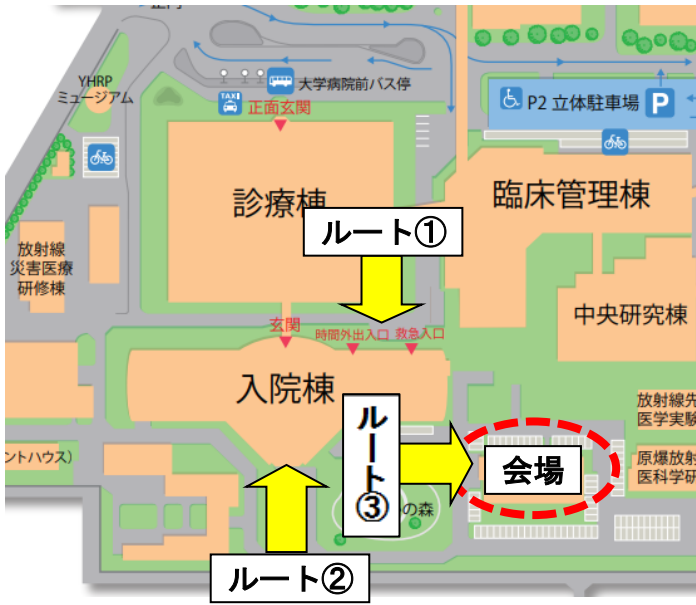 正門
YHRP
ミュージアム
大学病院前バス停
TAXI
正面玄関
P2 立体駐車場
P
診療棟
臨床管理棟
ルート①
放射線
災害医療
研修棟
中央研究棟
玄関
時間外出入口
救急入口
入院棟
放射線先
医学実験
ルート③
ントハウス)
会場
原爆放射
医科学研
の森
ルート②